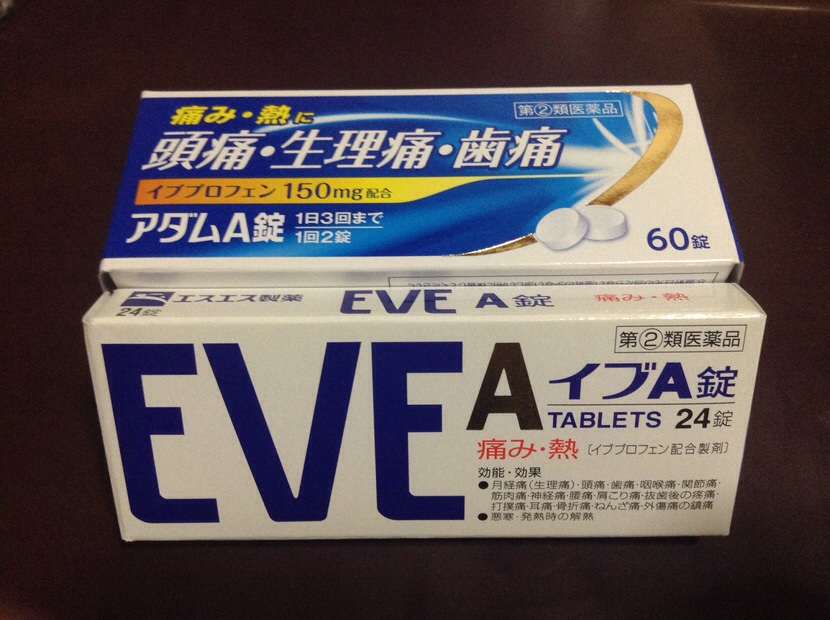 痛み・熱に
第②類医薬品
頭痛・生理痛・歯痛
イブプロフェン 150mg配合
アダムA錠
1日3回まで
1回2錠
60錠
エスエス製薬
24錠
EVE A錠
痛み・熱
第②類医薬品
EVE A
イブA錠
TABLETS 24錠
痛み・熱 〔イブプロフェン配合製剤〕
効能・効果
●月経痛(生理痛)・頭痛・歯痛・咽喉痛・関節痛・
筋肉痛・神経痛・腰痛・肩こり痛・抜歯後の疼痛・
打撲痛・耳痛・骨折痛・ねんざ痛・外傷痛の鎮痛
●悪寒・発熱時の解熱